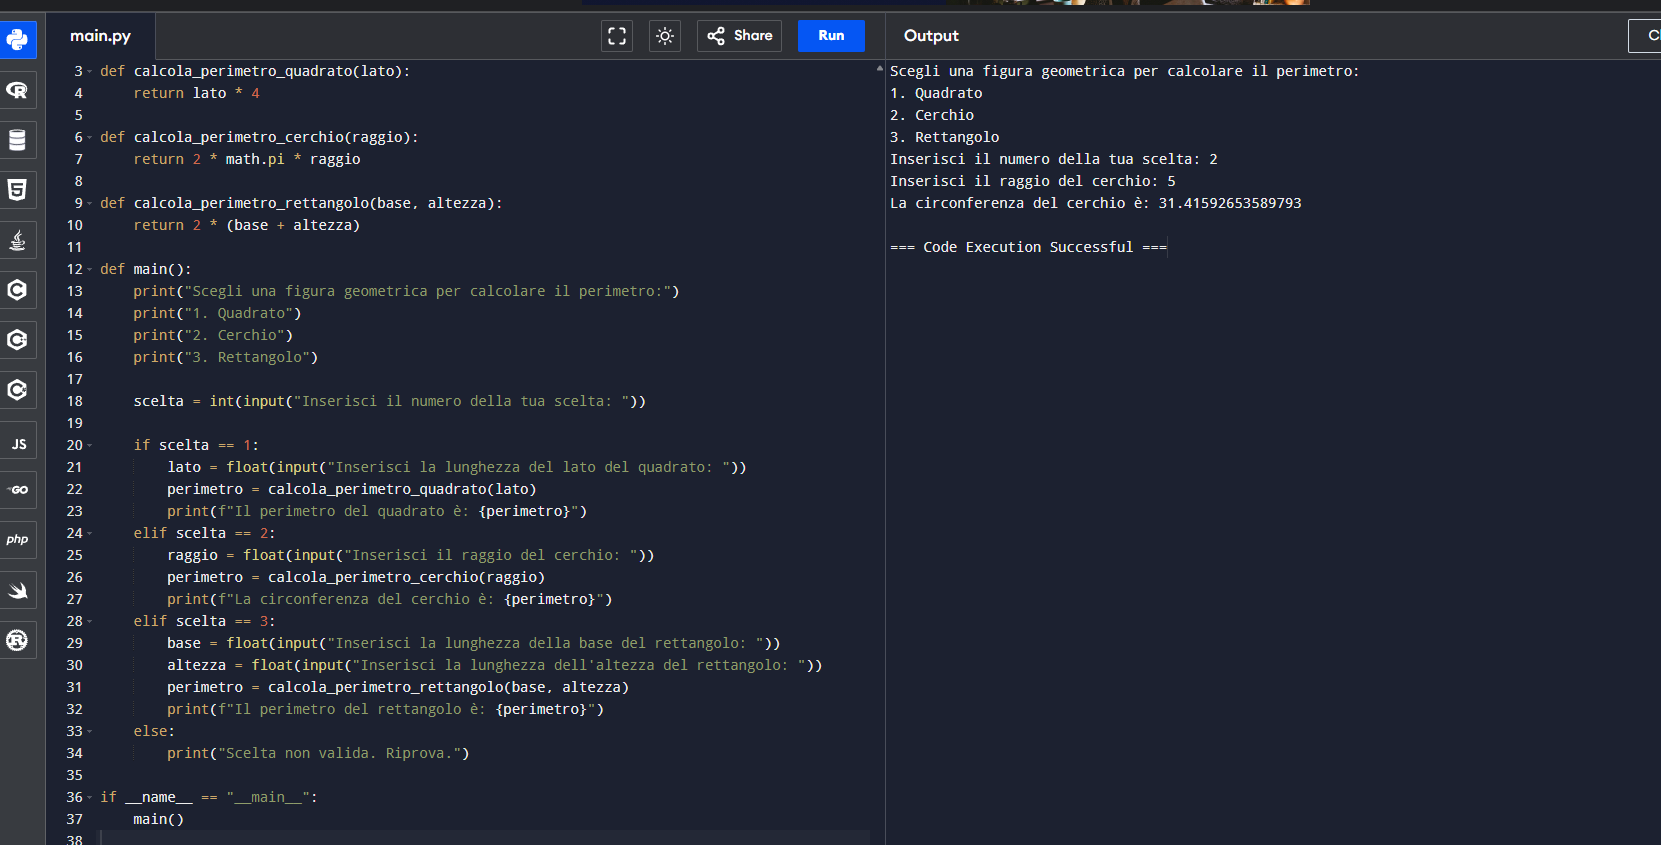 main.py
Share
Run
3 def calcola_perimetro_quadrato(lato):
4     return lato * 4
5
6 def calcola_perimetro_cerchio(raggio):
7     return 2 * math.pi * raggio
8
9 def calcola_perimetro_rettangolo(base, altezza):
10     return 2 * (base + altezza)
11
12 def main():
13     print("Scegli una figura geometrica per calcolare il perimetro:")
14     print("1. Quadrato")
15     print("2. Cerchio")
16     print("3. Rettangolo")
17
18     scelta = int(input("Inserisci il numero della tua scelta: "))
19
20     if scelta == 1:
21         lato = float(input("Inserisci la lunghezza del lato del quadrato: "))
22         perimetro = calcola_perimetro_quadrato(lato)
23         print(f"Il perimetro del quadrato è: {perimetro}")
24     elif scelta == 2:
25         raggio = float(input("Inserisci il raggio del cerchio: "))
26         perimetro = calcola_perimetro_cerchio(raggio)
27         print(f"La circonferenza del cerchio è: {perimetro}")
28     elif scelta == 3:
29         base = float(input("Inserisci la lunghezza della base del rettangolo: "))
30         altezza = float(input("Inserisci la lunghezza dell'altezza del rettangolo: "))
31         perimetro = calcola_perimetro_rettangolo(base, altezza)
32         print(f"Il perimetro del rettangolo è: {perimetro}")
33     else:
34         print("Scelta non valida. Riprova.")
35
36 if __name__ == "__main__":
37     main()
38
Output
Scegli una figura geometrica per calcolare il perimetro:
1. Quadrato
2. Cerchio
3. Rettangolo
Inserisci il numero della tua scelta: 2
Inserisci il raggio del cerchio: 5
La circonferenza del cerchio è: 31.41592653589793
=== Code Execution Successful ===
JS
GO
php